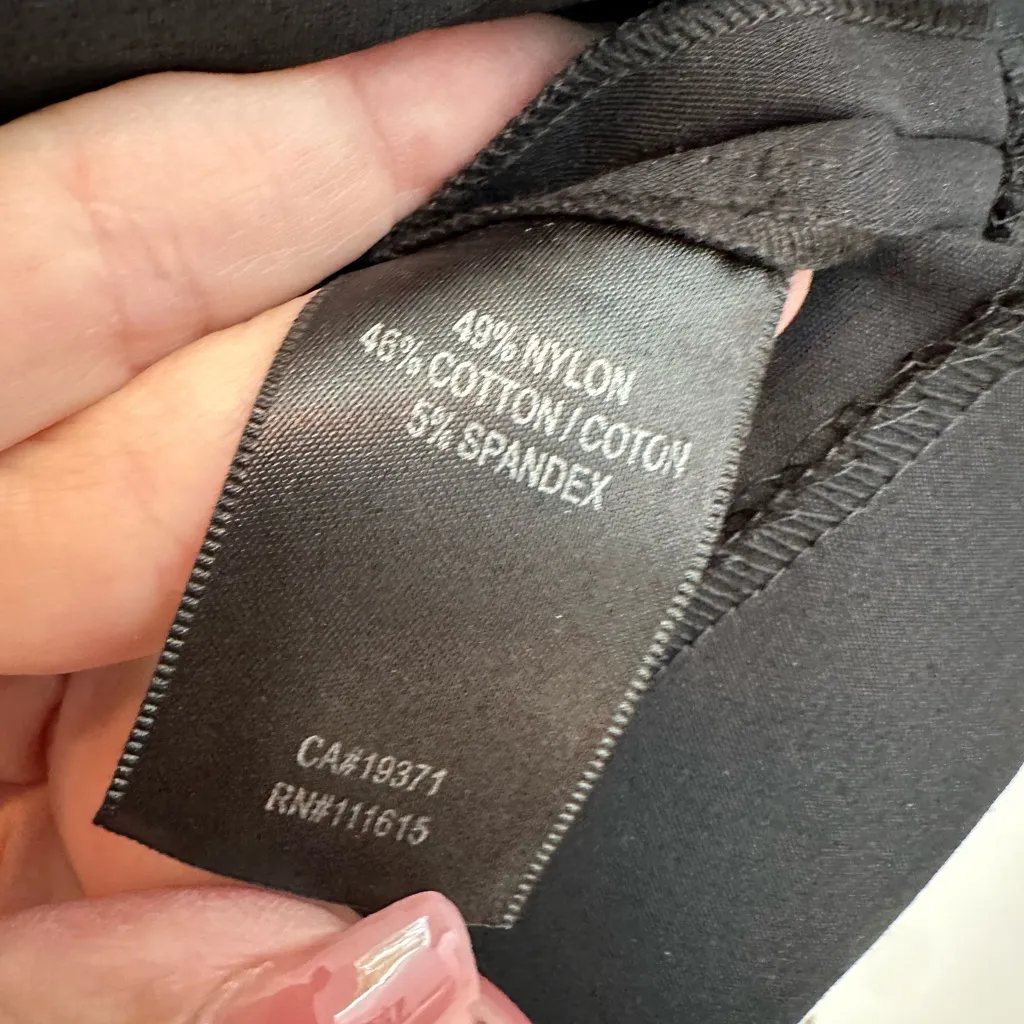 49% NYLON
46% COTTON / COTON
5% SPANDEX
CA#19371
RN#111615